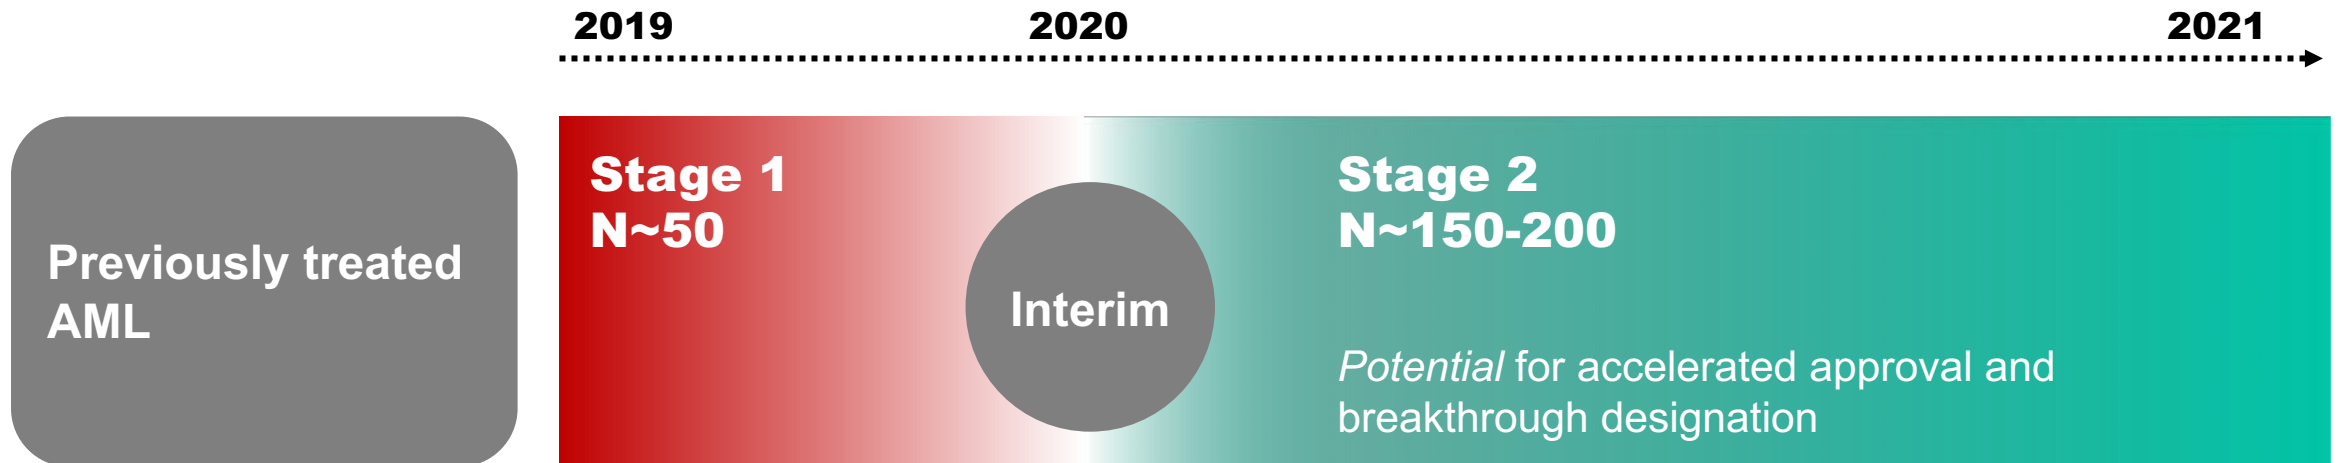 2019
2020
2021
Previously treated
AML
Stage 1
N~50
Interim
Stage 2
N~150-200
Potential for accelerated approval and
breakthrough designation